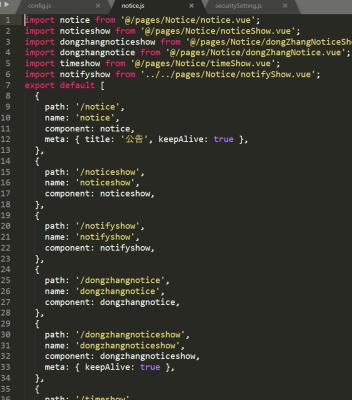 config.js
notice.js
securitySetting.js
1 import notice from '@/pages/Notice/notice.vue';
2 import noticeshow from '@/pages/Notice/noticeShow.vue';
3 import dongzhangnoticeshow from '@/pages/Notice/dongZhangNoticeSho
4 import dongzhangnotice from '@/pages/Notice/dongZhangNotice.vue';
5 import timeshow from '@/pages/Notice/timeShow.vue';
6 import notifyshow from '../../pages/Notice/notifyShow.vue';
7 export default [
8 {
9 path: '/notice',
10 name: 'notice',
11 component: notice,
12 meta: { title: '公告', keepAlive: true },
13 },
14 {
15 path: '/noticeshow',
16 name: 'noticeshow',
17 component: noticeshow,
18 },
19 {
20 path: '/notifyshow',
21 name: 'notifyshow',
22 component: notifyshow,
23 },
24 {
25 path: '/dongzhangnotice',
26 name: 'dongzhangnotice',
27 component: dongzhangnotice,
28 },
29 {
30 path: '/dongzhangnoticeshow',
31 name: 'dongzhangnoticeshow',
32 component: dongzhangnoticeshow,
33 meta: { keepAlive: true },
34 },
35 {
36 path: '/timeshow